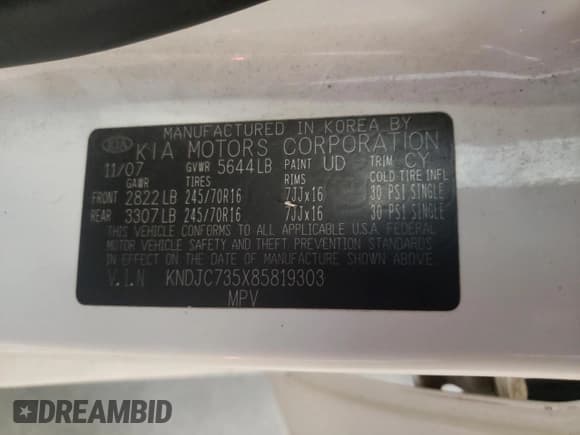 MANUFACTURED IN KOREA BY
KIA KIA MOTORS CORPORATION
11/07 GVWR 5644LB PAINT UD TRIM CY
GAWR TIRES RIMS COLD TIRE INFL
FRONT 2822LB 245/70R16 7JJx16 30 PSI SINGLE
REAR 3307LB 245/70R16 7JJx16 30 PSI SINGLE
THIS VEHICLE CONFORMS TO ALL APPLICABLE U.S.A FEDERAL
MOTOR VEHICLE SAFETY AND THEFT PREVENTION STANDARDS
IN EFFECT ON THE DATE OF MANUFACTURE SHOWN ABOVE
V.I.N KNDJC735X85819303
MPV
DREAMBID